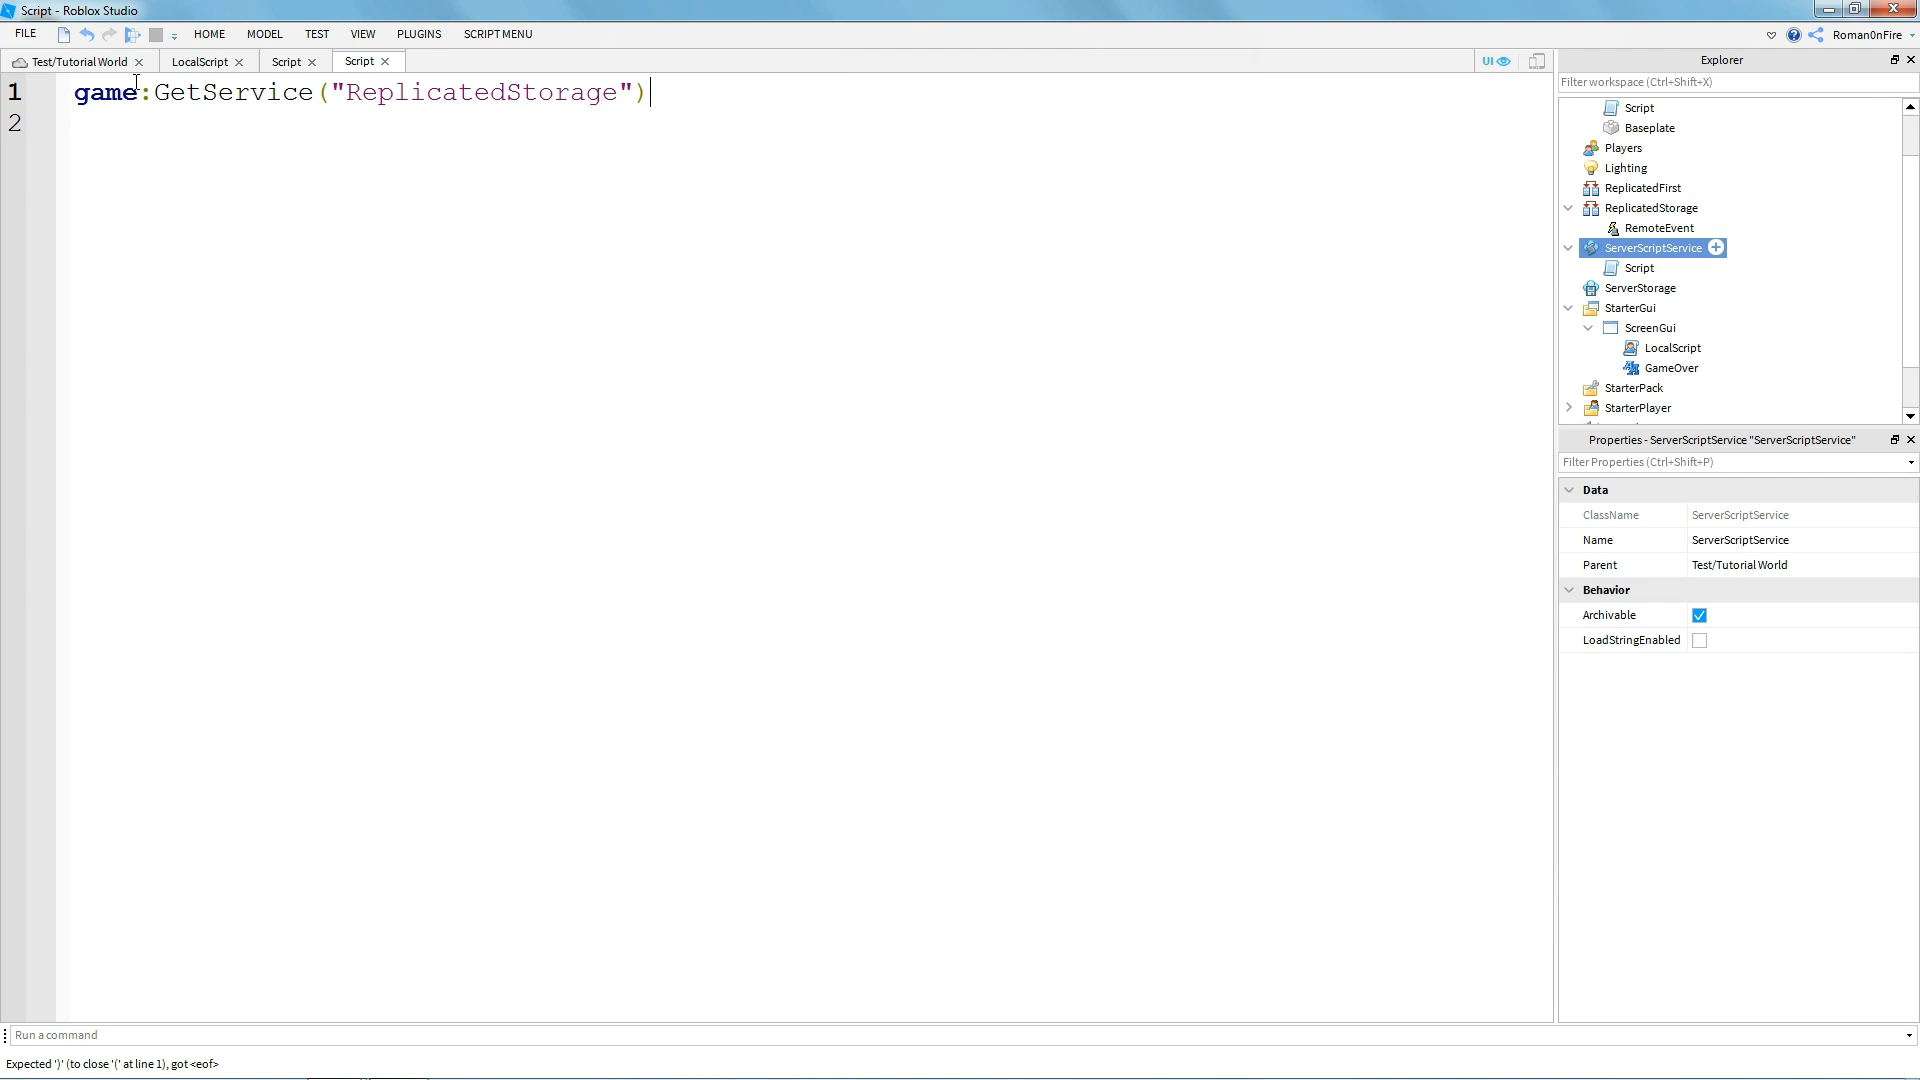 Script - Roblox Studio
FILE HOME MODEL TEST VIEW PLUGINS SCRIPT MENU Roman0nFire
Test/Tutorial World LocalScript Script Script UI
1 game:GetService("ReplicatedStorage")
2
Explorer
Filter workspace (Ctrl+Shift+X)
Script
Baseplate
Players
Lighting
ReplicatedFirst
ReplicatedStorage
RemoteEvent
ServerScriptService
Script
ServerStorage
StarterGui
ScreenGui
LocalScript
GameOver
StarterPack
StarterPlayer
Properties - ServerScriptService "ServerScriptService"
Filter Properties (Ctrl+Shift+P)
Data
ClassName ServerScriptService
Name ServerScriptService
Parent Test/Tutorial World
Behavior
Archivable
LoadStringEnabled
Run a command
Expected ')' (to close '(' at line 1), got <eof>